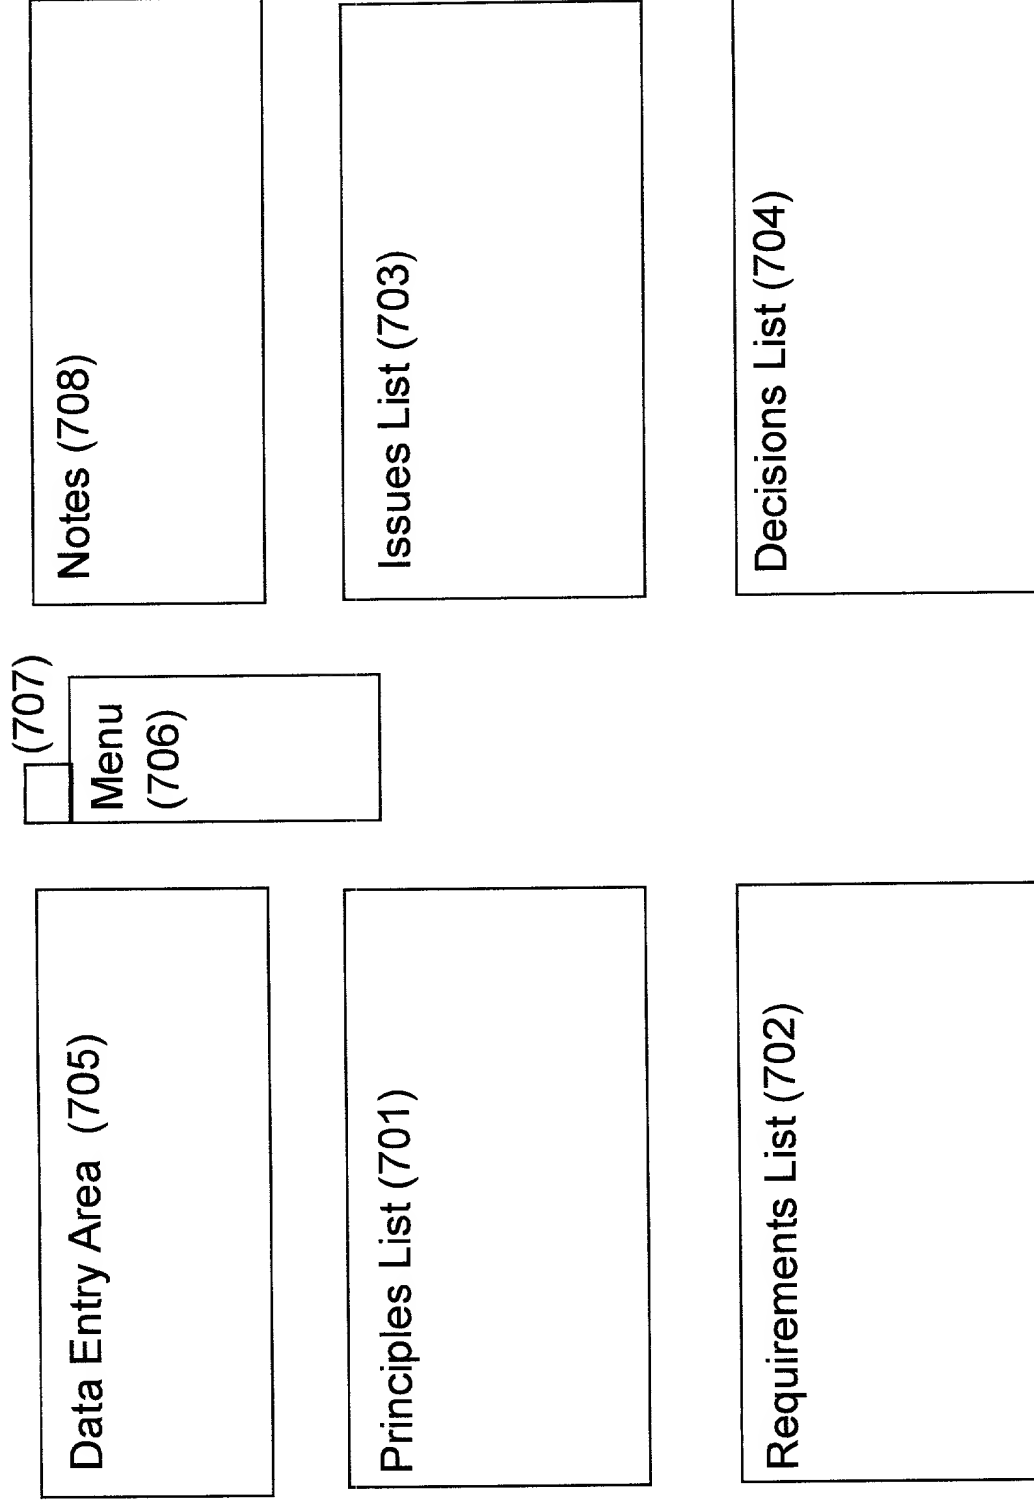 Data Entry Area (705)
(707)
Menu
(706)
Notes (708)
Principles List (701)
Issues List (703)
Requirements List (702)
Decisions List (704)